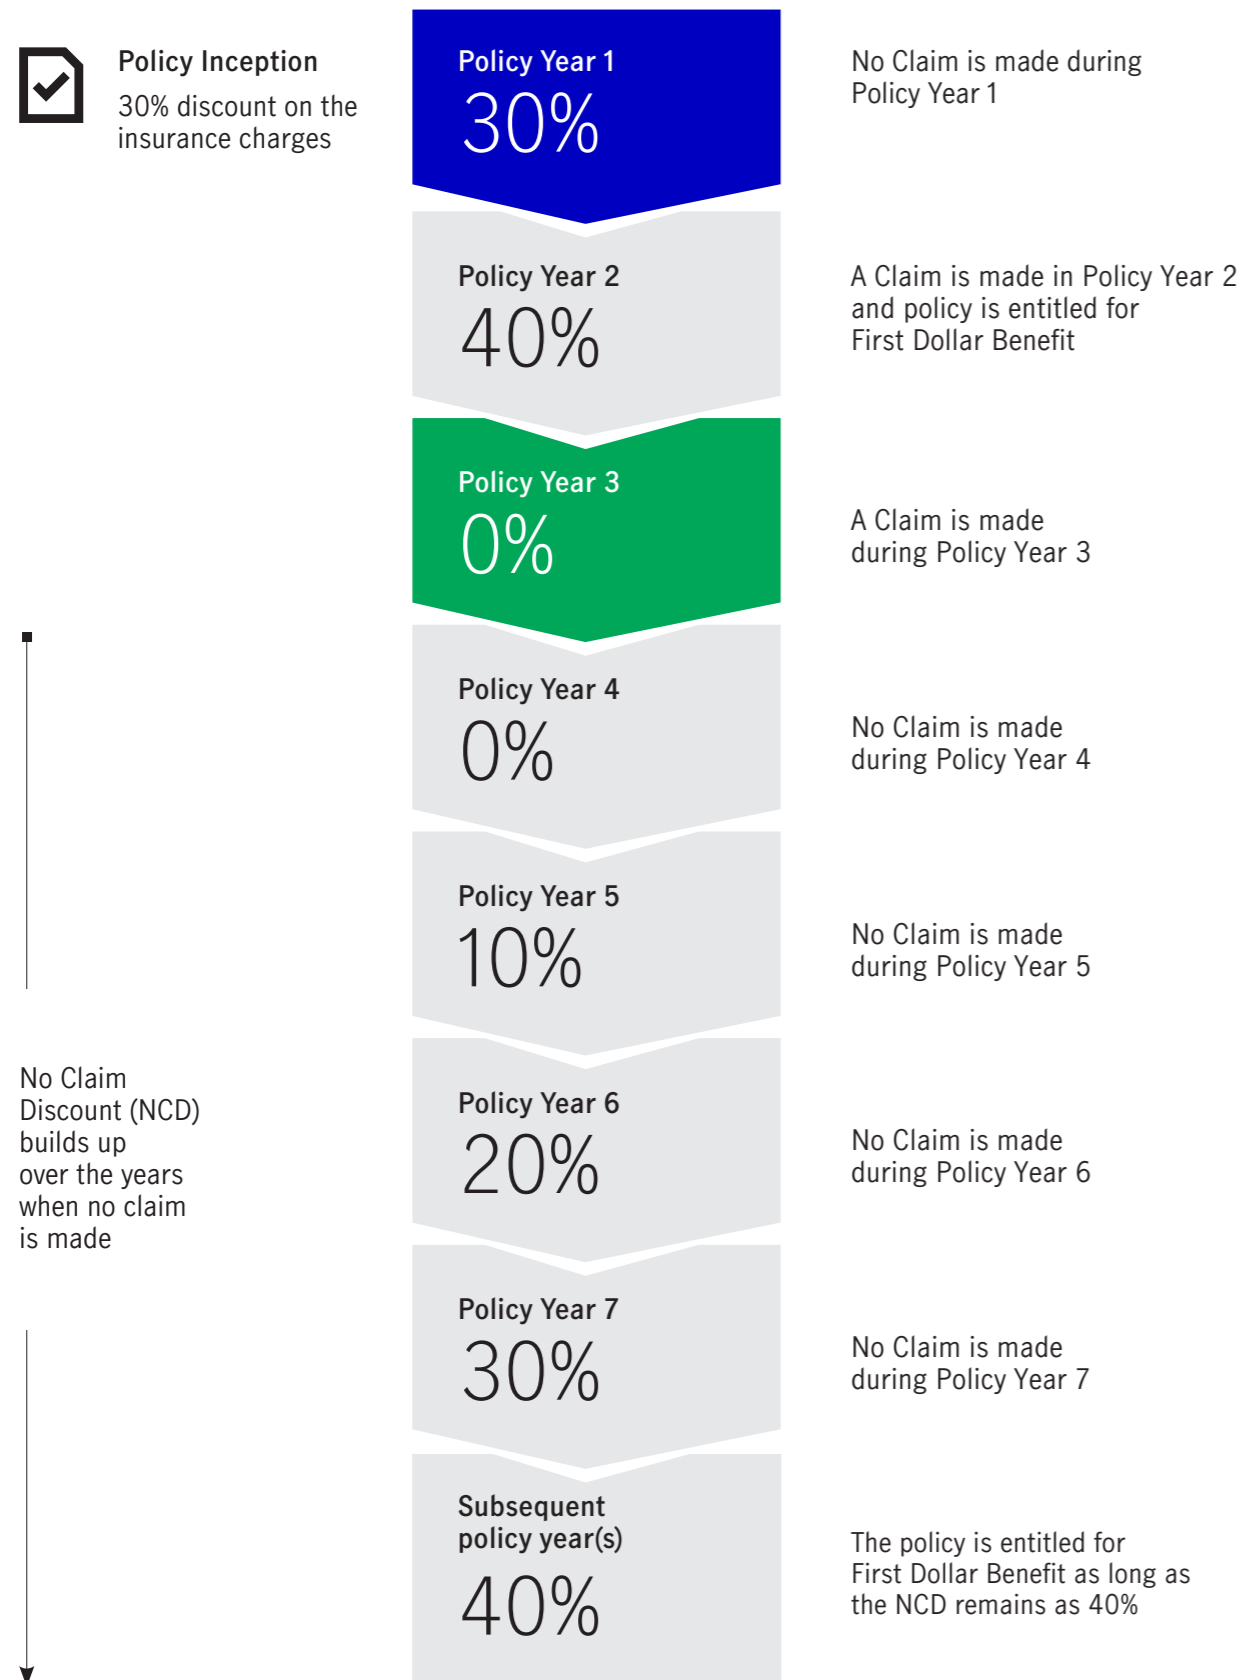 Policy Inception
30% discount on the
insurance charges
Policy Year 1
30%
No Claim is made during
Policy Year 1
Policy Year 2
40%
A Claim is made in Policy Year 2
and policy is entitled for
First Dollar Benefit
Policy Year 3
0%
A Claim is made
during Policy Year 3
Policy Year 4
0%
No Claim is made
during Policy Year 4
Policy Year 5
10%
No Claim is made
during Policy Year 5
No Claim
Discount (NCD)
builds up
over the years
when no claim
is made
Policy Year 6
20%
No Claim is made
during Policy Year 6
Policy Year 7
30%
No Claim is made
during Policy Year 7
Subsequent
policy year(s)
40%
The policy is entitled for
First Dollar Benefit as long as
the NCD remains as 40%